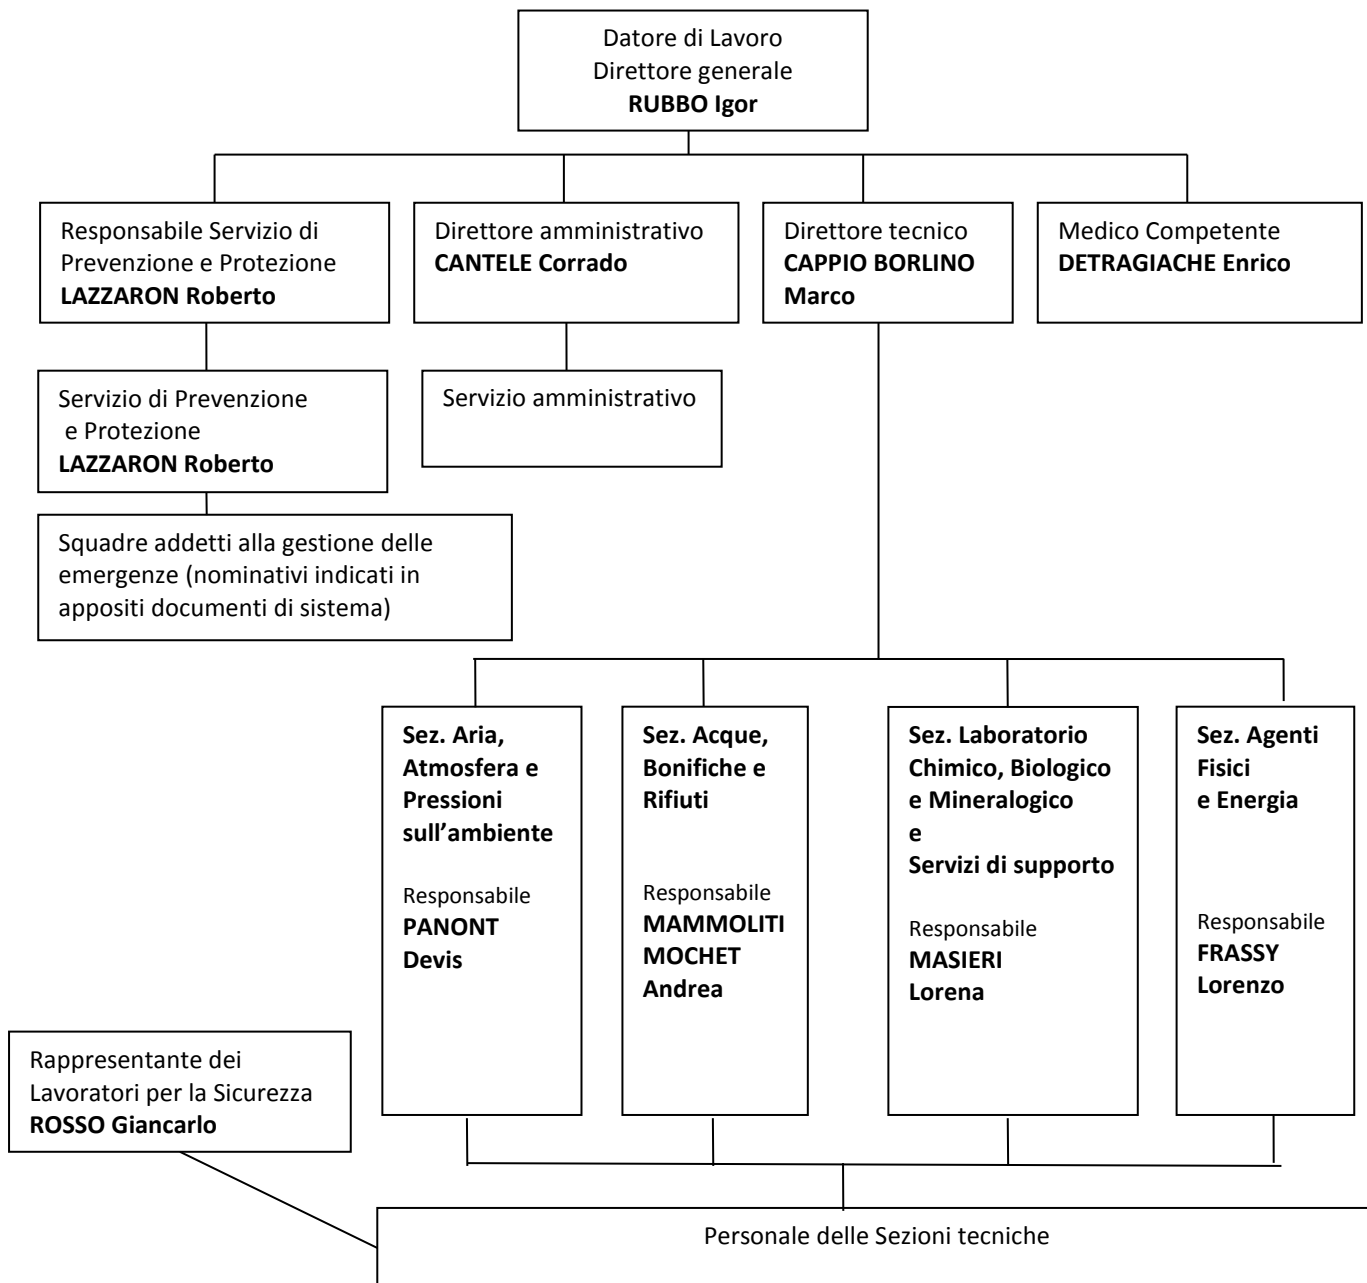 Datore di Lavoro
Direttore generale
RUBBO Igor
Responsabile Servizio di
Prevenzione e Protezione
LAZZARON Roberto
Direttore amministrativo
CANTELE Corrado
Direttore tecnico
CAPPIO BORLINO
Marco
Medico Competente
DETRAGIACHE Enrico
Servizio di Prevenzione
e Protezione
LAZZARON Roberto
Servizio amministrativo
Squadre addetti alla gestione delle
emergenze (nominativi indicati in
appositi documenti di sistema)
Sez. Aria,
Atmosfera e
Pressioni
sull’ambiente
Responsabile
PANONT
Devis
Sez. Acque,
Bonifiche e
Rifiuti
Responsabile
MAMMOLITI
MOCHET
Andrea
Sez. Laboratorio
Chimico, Biologico
e Mineralogico
e
Servizi di supporto
Responsabile
MASIERI
Lorena
Sez. Agenti
Fisici
e Energia
Responsabile
FRASSY
Lorenzo
Rappresentante dei
Lavoratori per la Sicurezza
ROSSO Giancarlo
Personale delle Sezioni tecniche